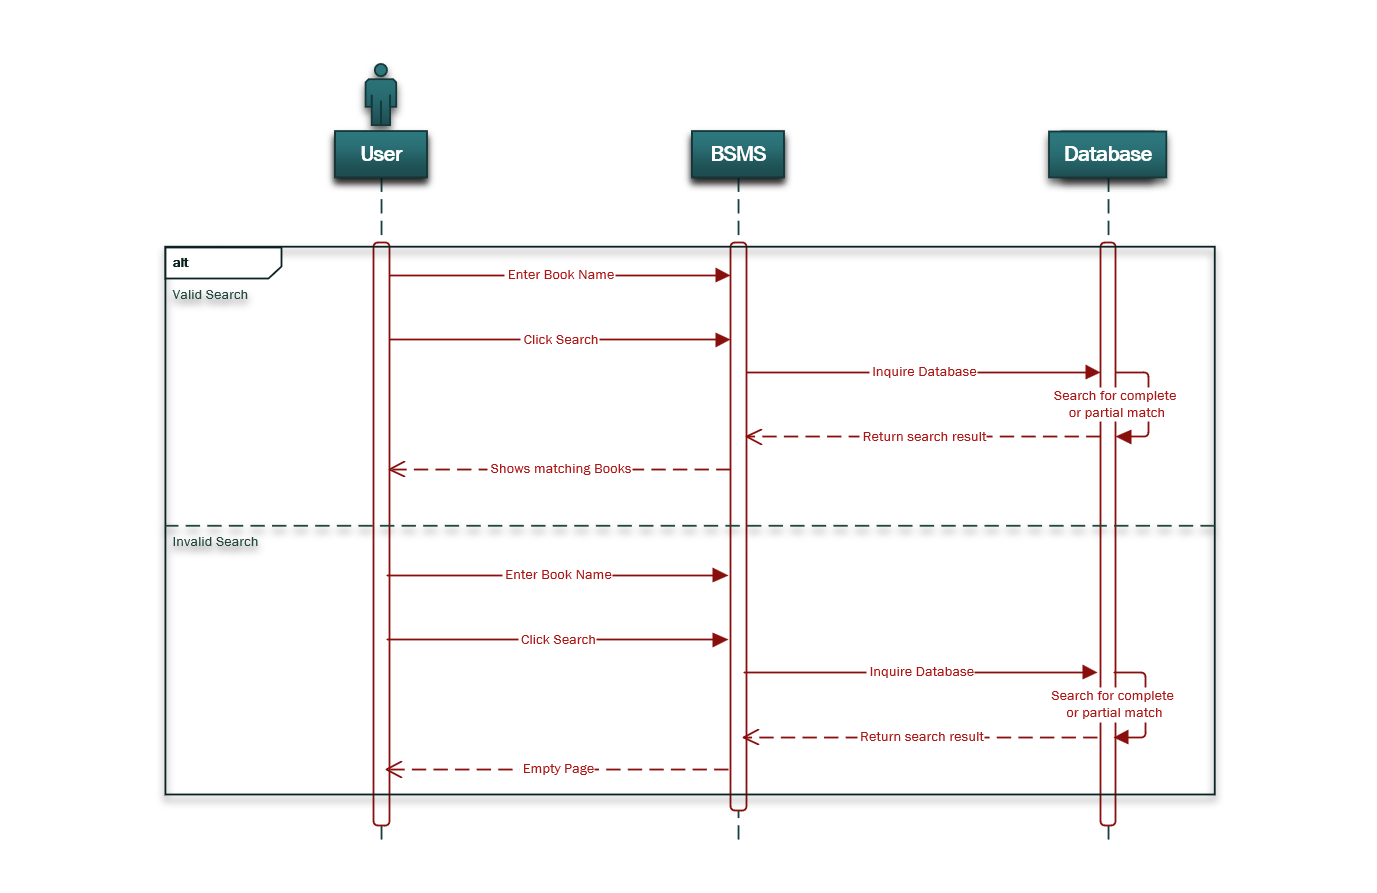 User
BSMS
Database
alt
Valid Search
Enter Book Name
Click Search
Inquire Database
Search for complete
or partial match
Return search result
Shows matching Books
Invalid Search
Enter Book Name
Click Search
Inquire Database
Search for complete
or partial match
Return search result
Empty Page